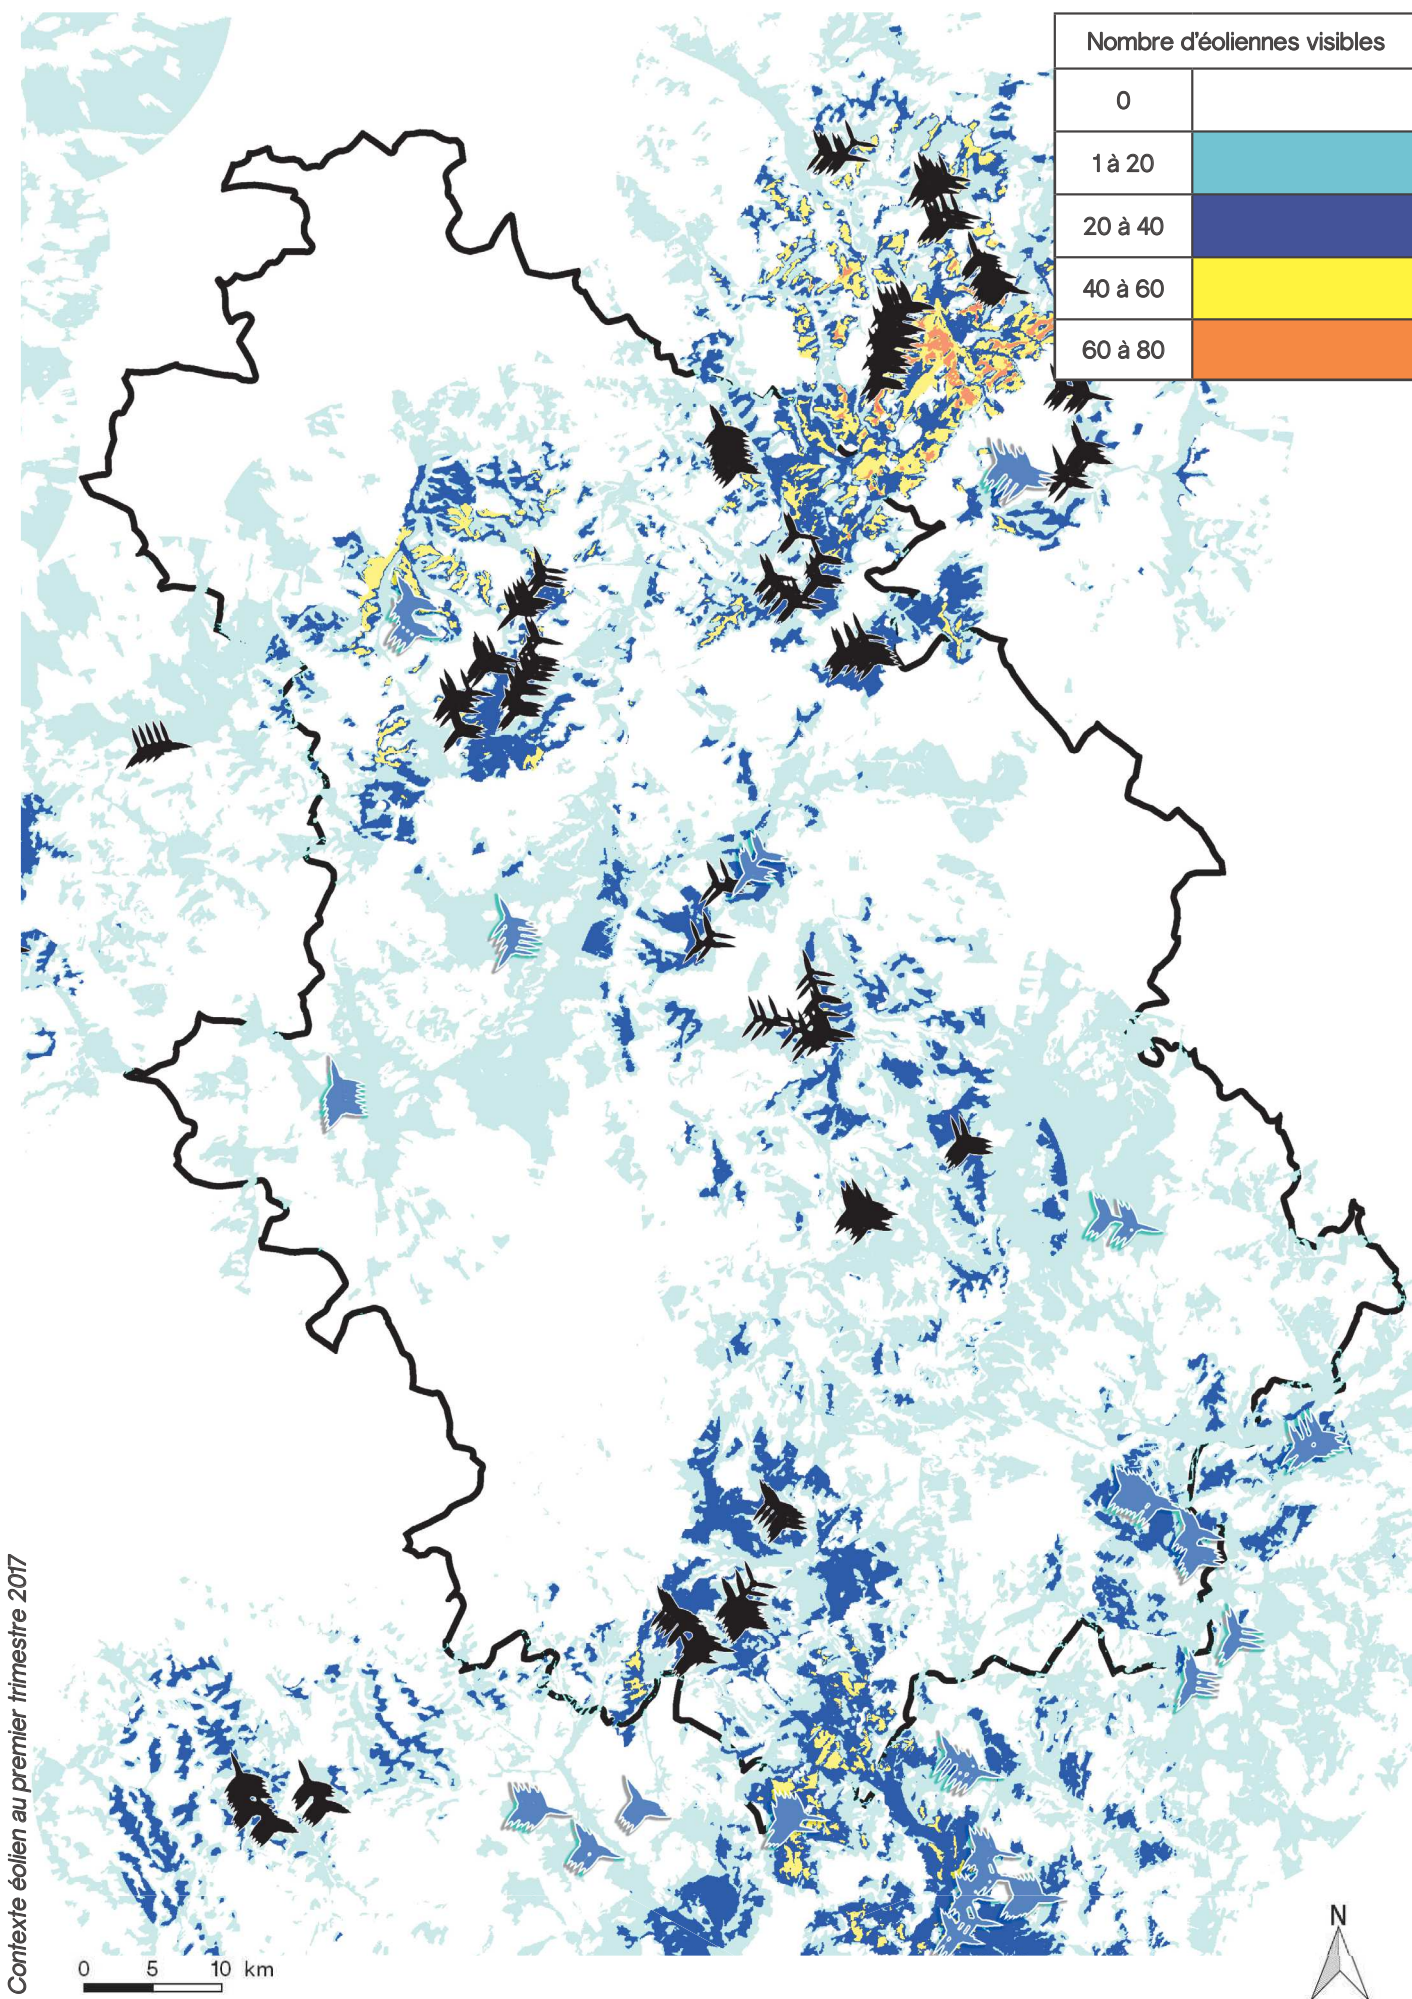 Nombre d'éoliennes visibles
0
1 à 20
20 à 40
40 à 60
60 à 80
Contexte éolien au premier trimestre 2017
0 5 10 km
N